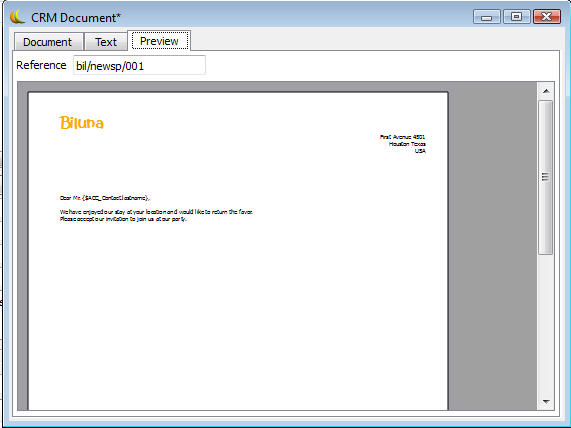 CRM Document*
Document Text Preview
Reference bil/newsp/001
Biluna
First Avenue 4501
Houston Texas
USA
Dear Mr. {$ACC_Contact.lastname},
We have enjoyed our stay at your location and would like to return the favor.
Please accept our invitation to join us at our party.